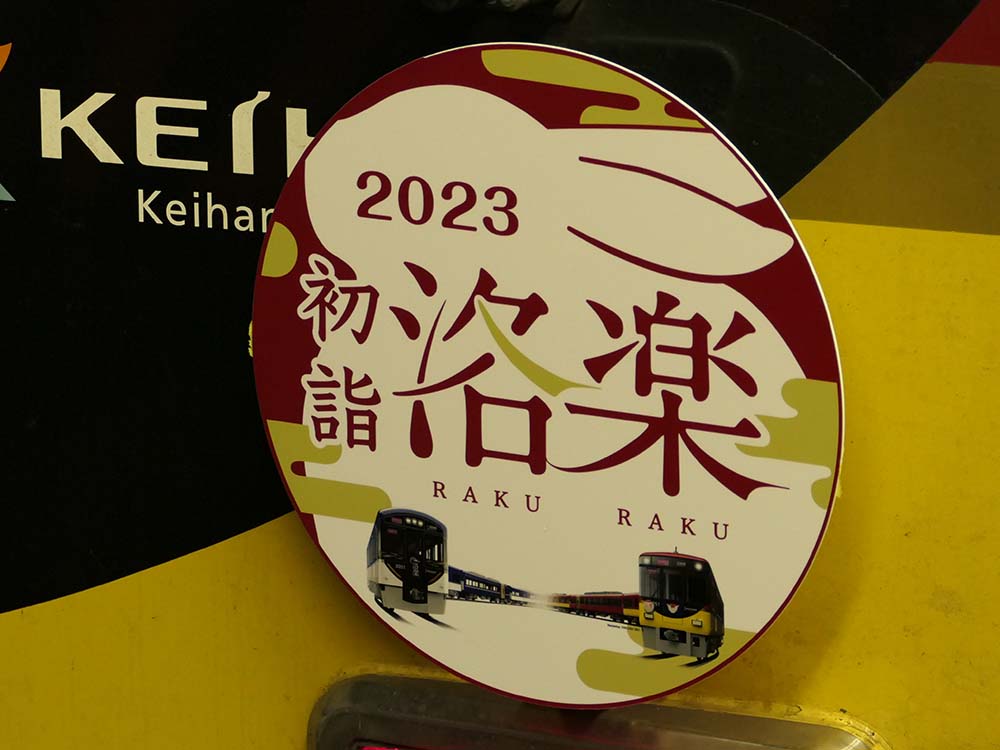 KEIH
Keihan
2023
初詣
洛楽
RAKU RAKU